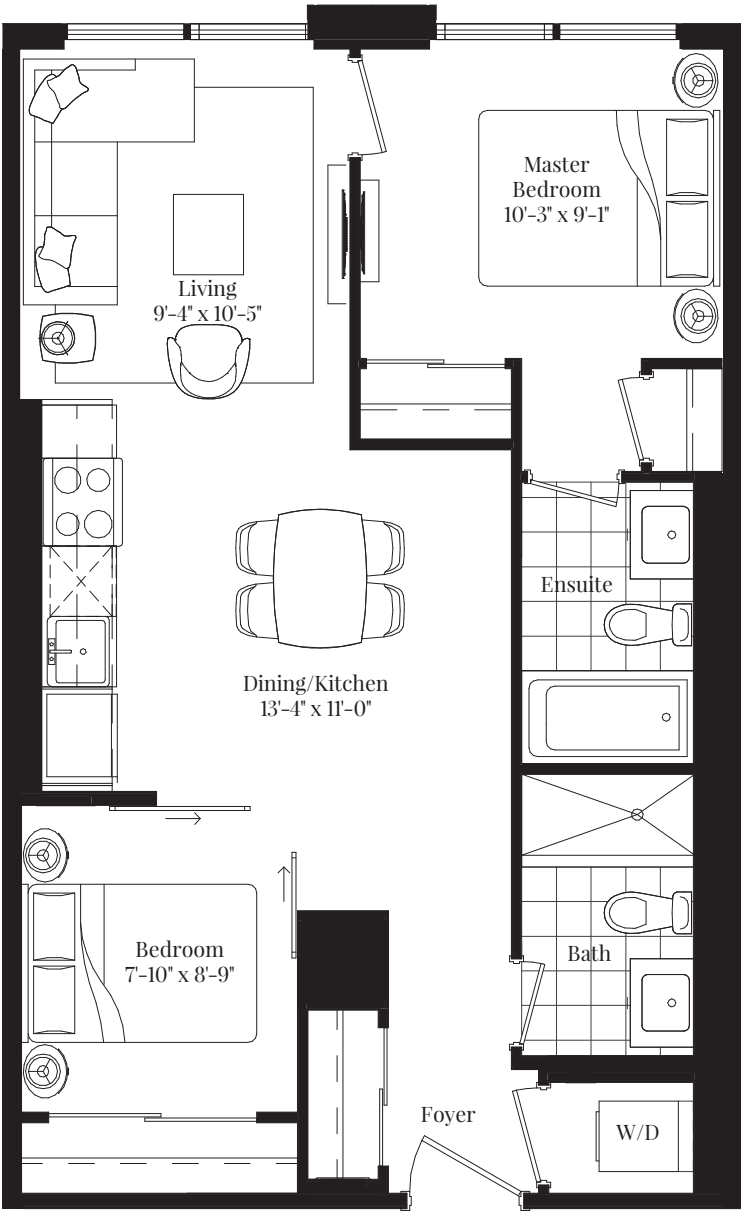 Master
Bedroom
10'-3" x 9'-1"
Living
9'-4" x 10'-5"
Ensuite
Dining/Kitchen
13'-4" x 11'-0"
Bedroom
7'-10" x 8'-9"
Bath
Foyer
W/D